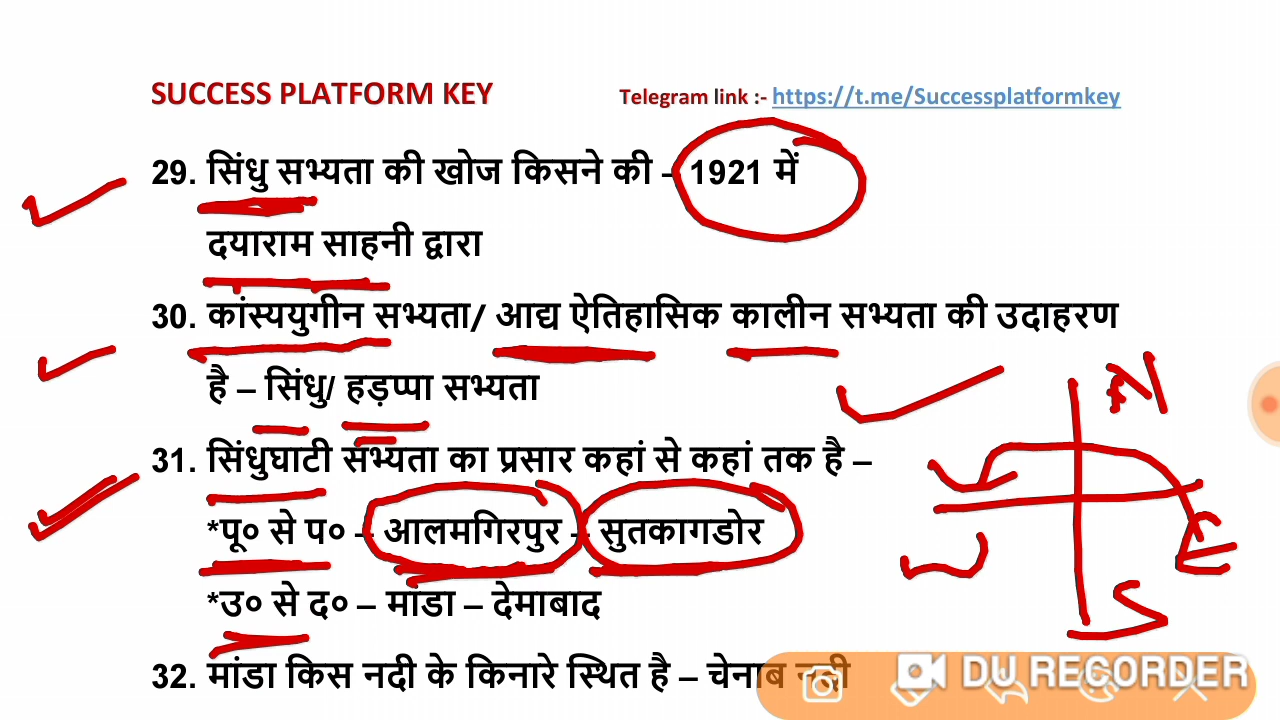 SUCCESS PLATFORM KEY Telegram link :- https://t.me/Successplatformkey
29. सिंधु सभ्यता की खोज किसने की – 1921 में
दयाराम साहनी द्वारा
30. कांस्ययुगीन सभ्यता/ आद्य ऐतिहासिक कालीन सभ्यता की उदाहरण
है – सिंधु/ हड़प्पा सभ्यता
N
31. सिंधुघाटी सभ्यता का प्रसार कहां से कहां तक है –
*पू० से प० – आलमगिरपुर – सुतकागडोर
W E
*उ० से द० – मांडा – देमाबाद
S
32. मांडा किस नदी के किनारे स्थित है – चेनाब नदी
DU RECORDER